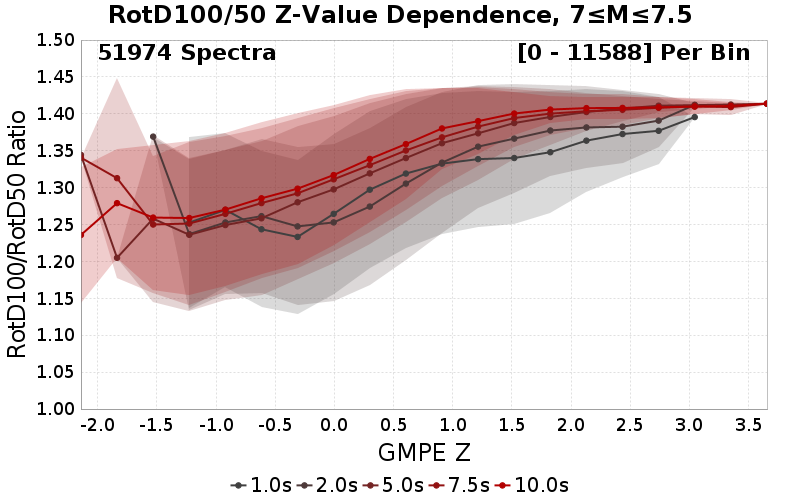 RotD100/50 Z-Value Dependence, 7≤M≤7.5
51974 Spectra
[0 - 11588] Per Bin
RotD100/RotD50 Ratio
1.50
1.45
1.40
1.35
1.30
1.25
1.20
1.15
1.10
1.05
1.00
-2.0 -1.5 -1.0 -0.5 0.0 0.5 1.0 1.5 2.0 2.5 3.0 3.5
GMPE Z
1.0s 2.0s 5.0s 7.5s 10.0s